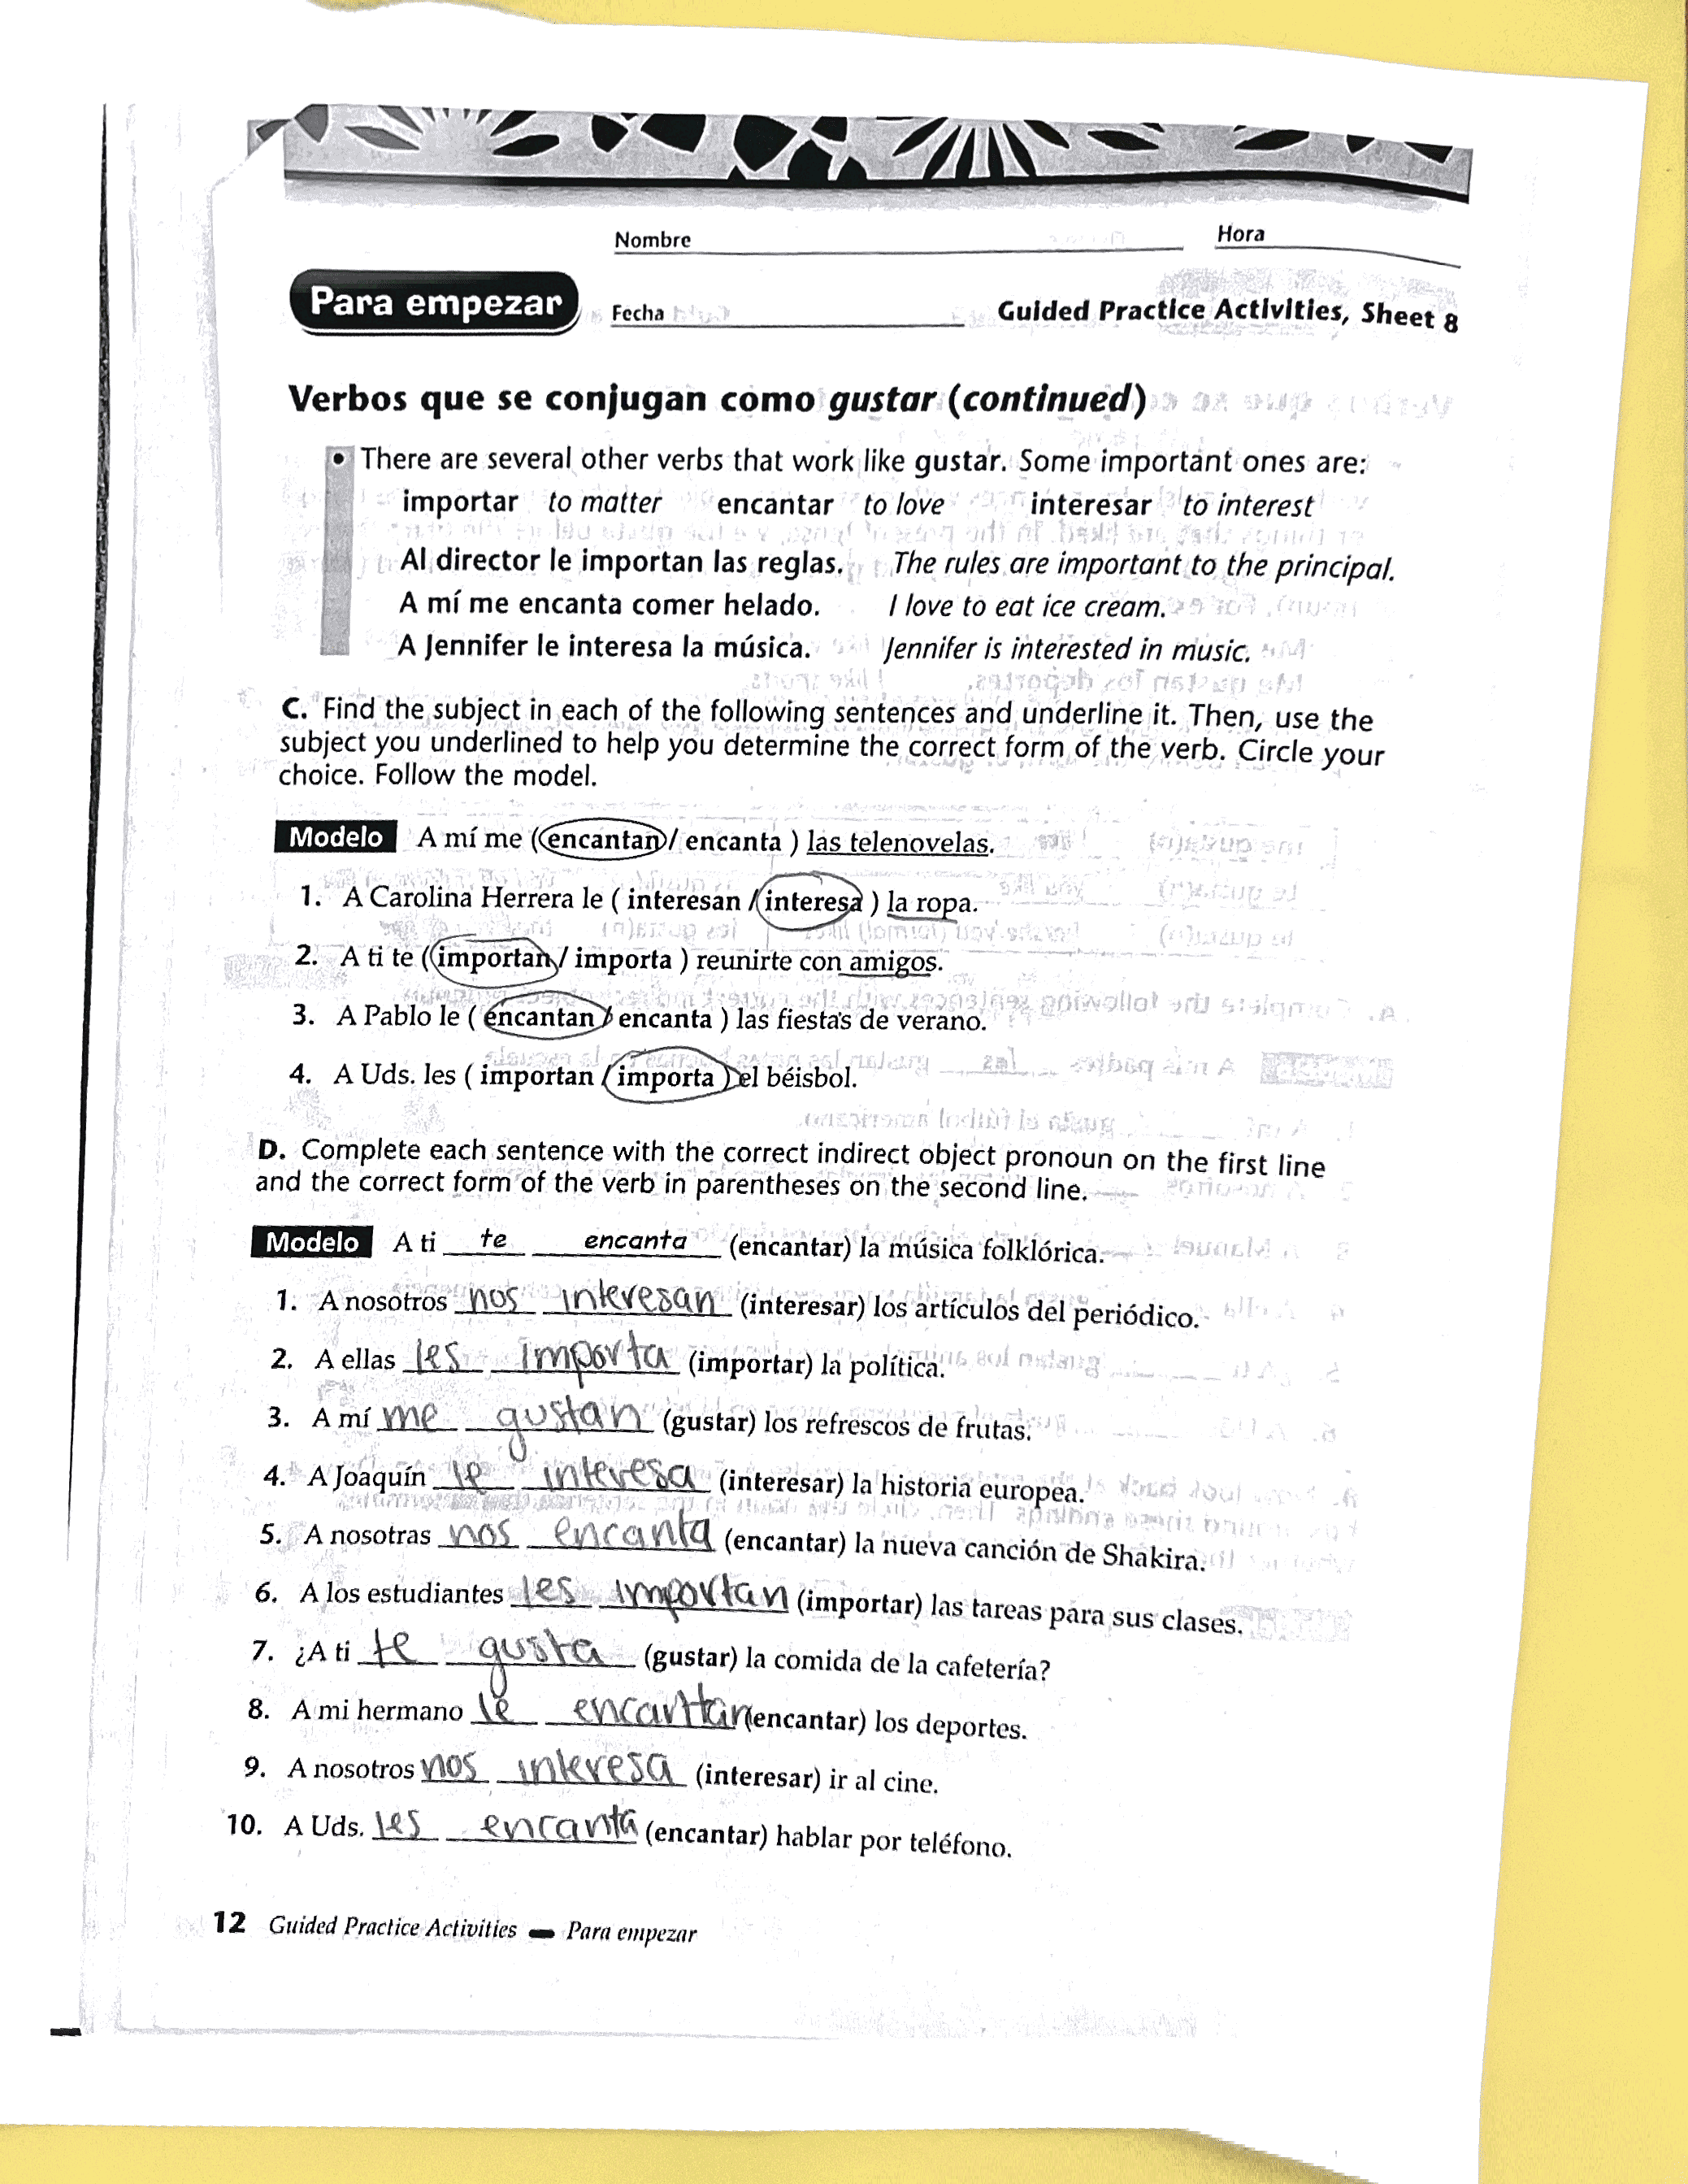 Nombre Hora
Para empezar Fecha Guided Practice Activities, Sheet 8
Verbos que se conjugan como gustar (continued)
• There are several other verbs that work like gustar. Some important ones are:
importar to matter encantar to love interesar to interest
Al director le importan las reglas. The rules are important to the principal.
A mí me encanta comer helado. I love to eat ice cream.
A Jennifer le interesa la música. Jennifer is interested in music.
C. Find the subject in each of the following sentences and underline it. Then, use the
subject you underlined to help you determine the correct form of the verb. Circle your
choice. Follow the model.
Modelo A mí me (encantan / encanta ) las telenovelas.
1. A Carolina Herrera le ( interesan / interesa ) la ropa.
2. A ti te ( importan / importa ) reunirte con amigos.
3. A Pablo le ( encantan / encanta ) las fiestas de verano.
4. A Uds. les ( importan / importa ) el béisbol.
D. Complete each sentence with the correct indirect object pronoun on the first line
and the correct form of the verb in parentheses on the second line.
Modelo A ti te encanta (encantar) la música folklórica.
1. A nosotros nos interesan (interesar) los artículos del periódico.
2. A ellas les importa (importar) la política.
3. A mí me gustan (gustar) los refrescos de frutas.
4. A Joaquín le interesa (interesar) la historia europea.
5. A nosotras nos encanta (encantar) la nueva canción de Shakira.
6. A los estudiantes les importan (importar) las tareas para sus clases.
7. ¿A ti te gusta (gustar) la comida de la cafetería?
8. A mi hermano le encantan (encantar) los deportes.
9. A nosotros nos interesa (interesar) ir al cine.
10. A Uds. les encanta (encantar) hablar por teléfono.
12 Guided Practice Activities — Para empezar